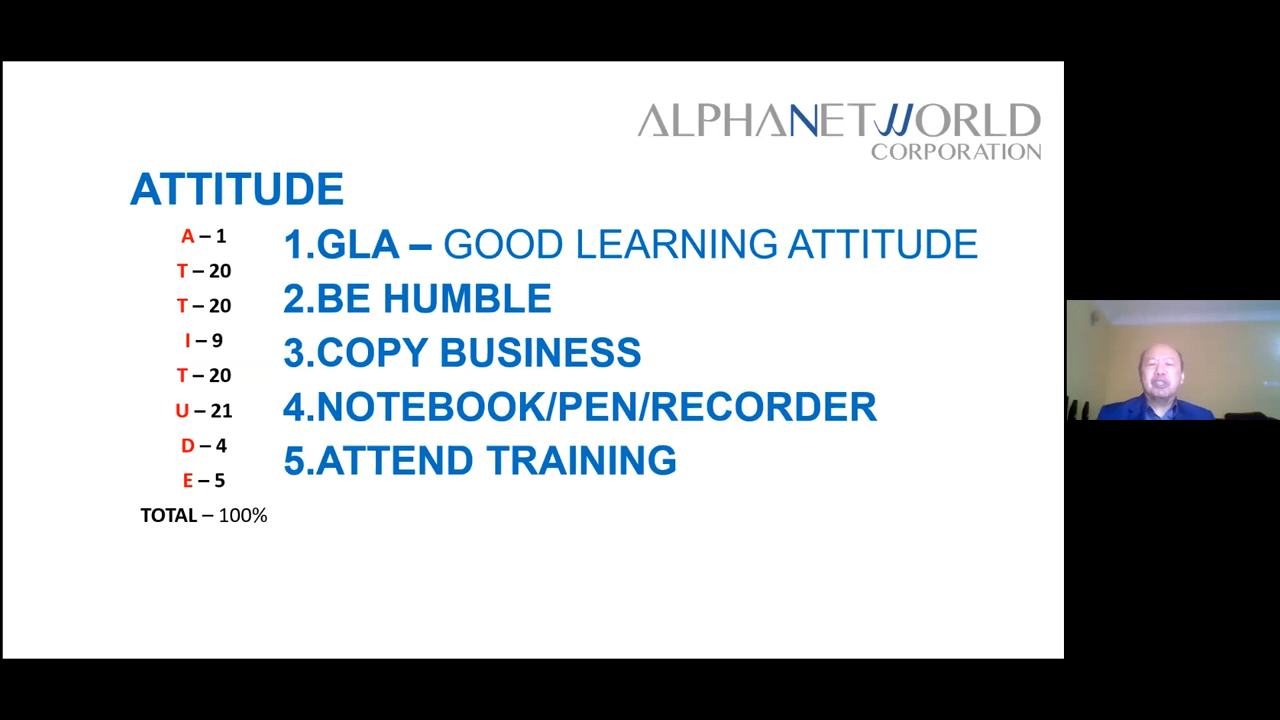 ALPHANETWORLD
CORPORATION
ATTITUDE
A – 1
T – 20
T – 20
I – 9
T – 20
U – 21
D – 4
E – 5
TOTAL – 100%
1.GLA – GOOD LEARNING ATTITUDE
2.BE HUMBLE
3.COPY BUSINESS
4.NOTEBOOK/PEN/RECORDER
5.ATTEND TRAINING